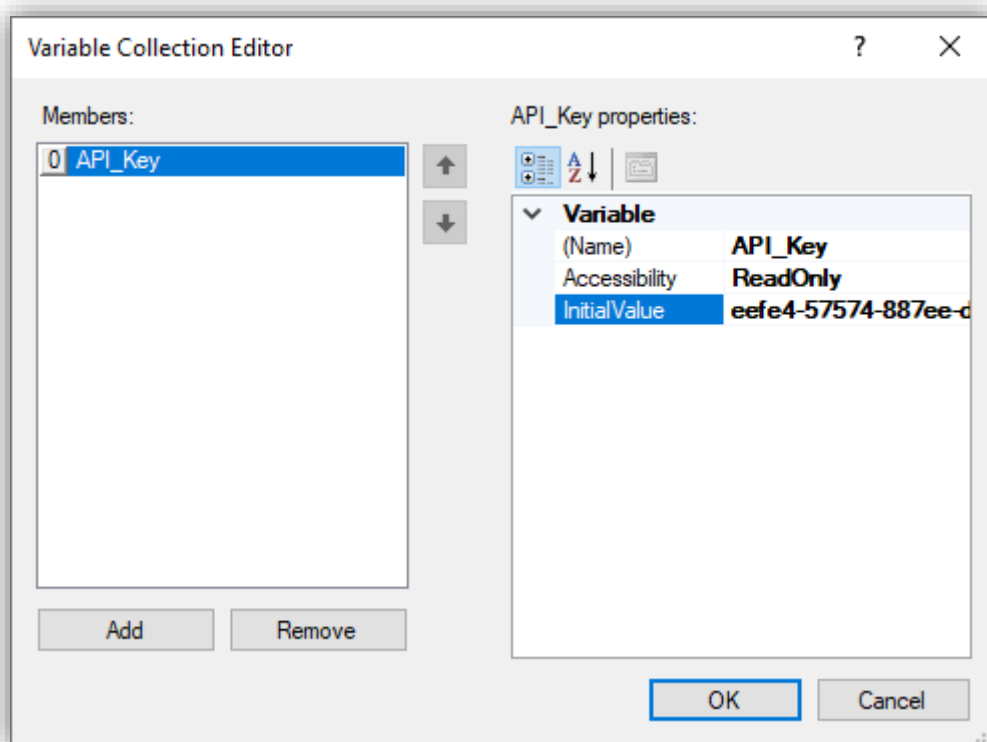 Variable Collection Editor
Members:
0 API_Key
Add Remove
API_Key properties:
Variable
(Name) API_Key
Accessibility ReadOnly
InitialValue eefe4-57574-887ee-d
OK Cancel